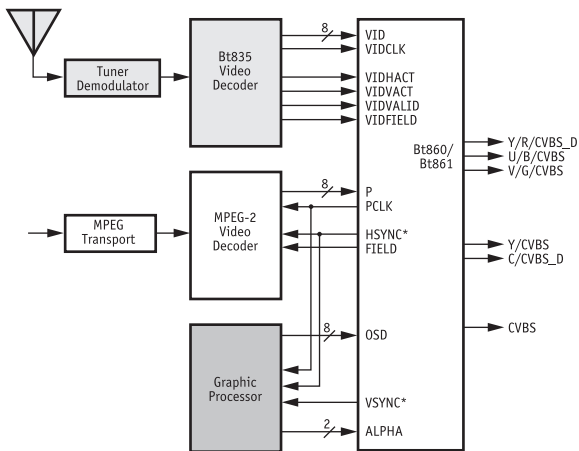 Tuner
Demodulator
Bt835
Video
Decoder
8
VID
VIDCLK
VIDHACT
VIDVACT
VIDVALID
VIDFIELD
Bt860/
Bt861
Y/R/CVBS_D
U/B/CVBS
V/G/CVBS
MPEG
Transport
MPEG-2
Video
Decoder
8
P
PCLK
HSYNC*
FIELD
Y/CVBS
C/CVBS_D
Graphic
Processor
8
OSD
VSYNC*
2
ALPHA
CVBS